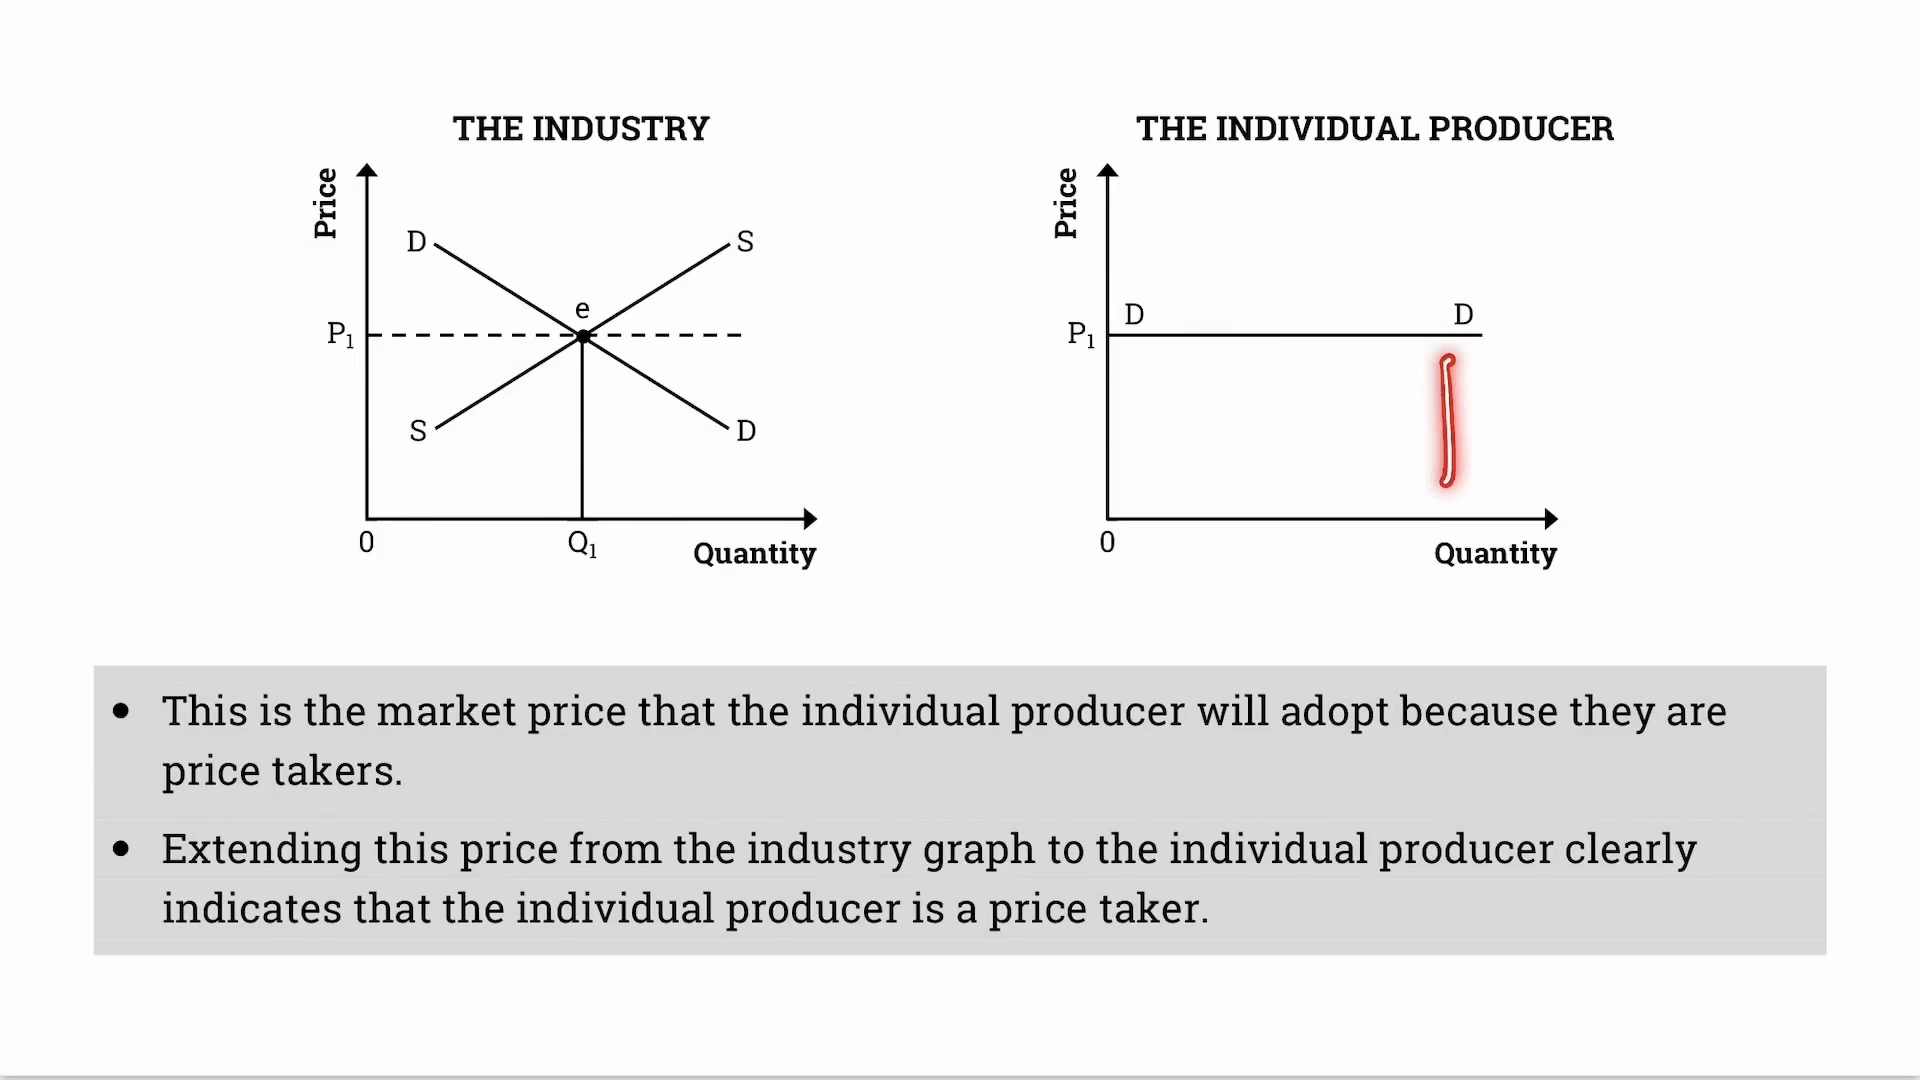 THE INDUSTRY
Price
D
S
e
P₁
S
D
0
Q₁
Quantity
THE INDIVIDUAL PRODUCER
Price
D
D
P₁
0
Quantity
• This is the market price that the individual producer will adopt because they are
price takers.
• Extending this price from the industry graph to the individual producer clearly
indicates that the individual producer is a price taker.